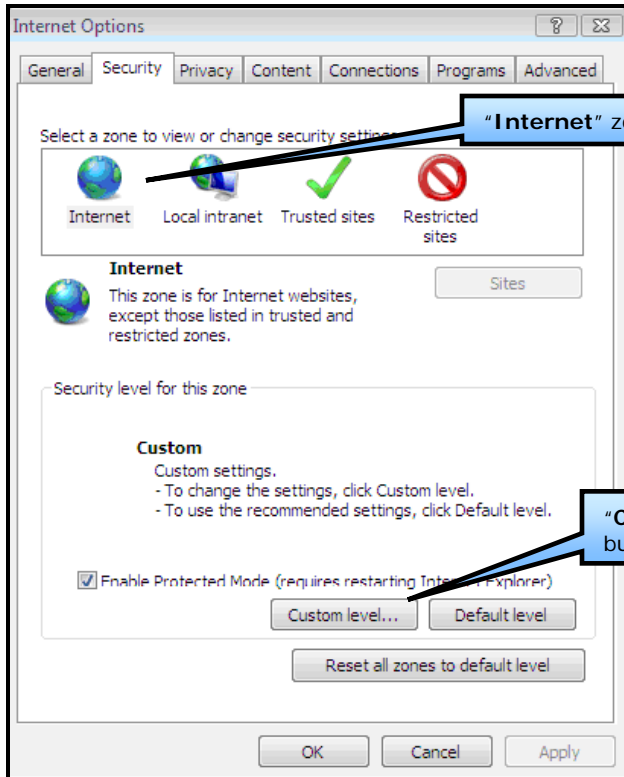 Internet Options
General Security Privacy Content Connections Programs Advanced
"Internet"
Select a zone to view or change security settings
Internet Local intranet Trusted sites Restricted
sites
Internet
Sites
This zone is for Internet websites,
except those listed in trusted and
restricted zones.
Security level for this zone
Custom
Custom settings.
- To change the settings, click Custom level.
- To use the recommended settings, click Default level.
Enable Protected Mode (requires restarting Internet Explorer)
Custom level... Default level
Reset all zones to default level
OK Cancel Apply